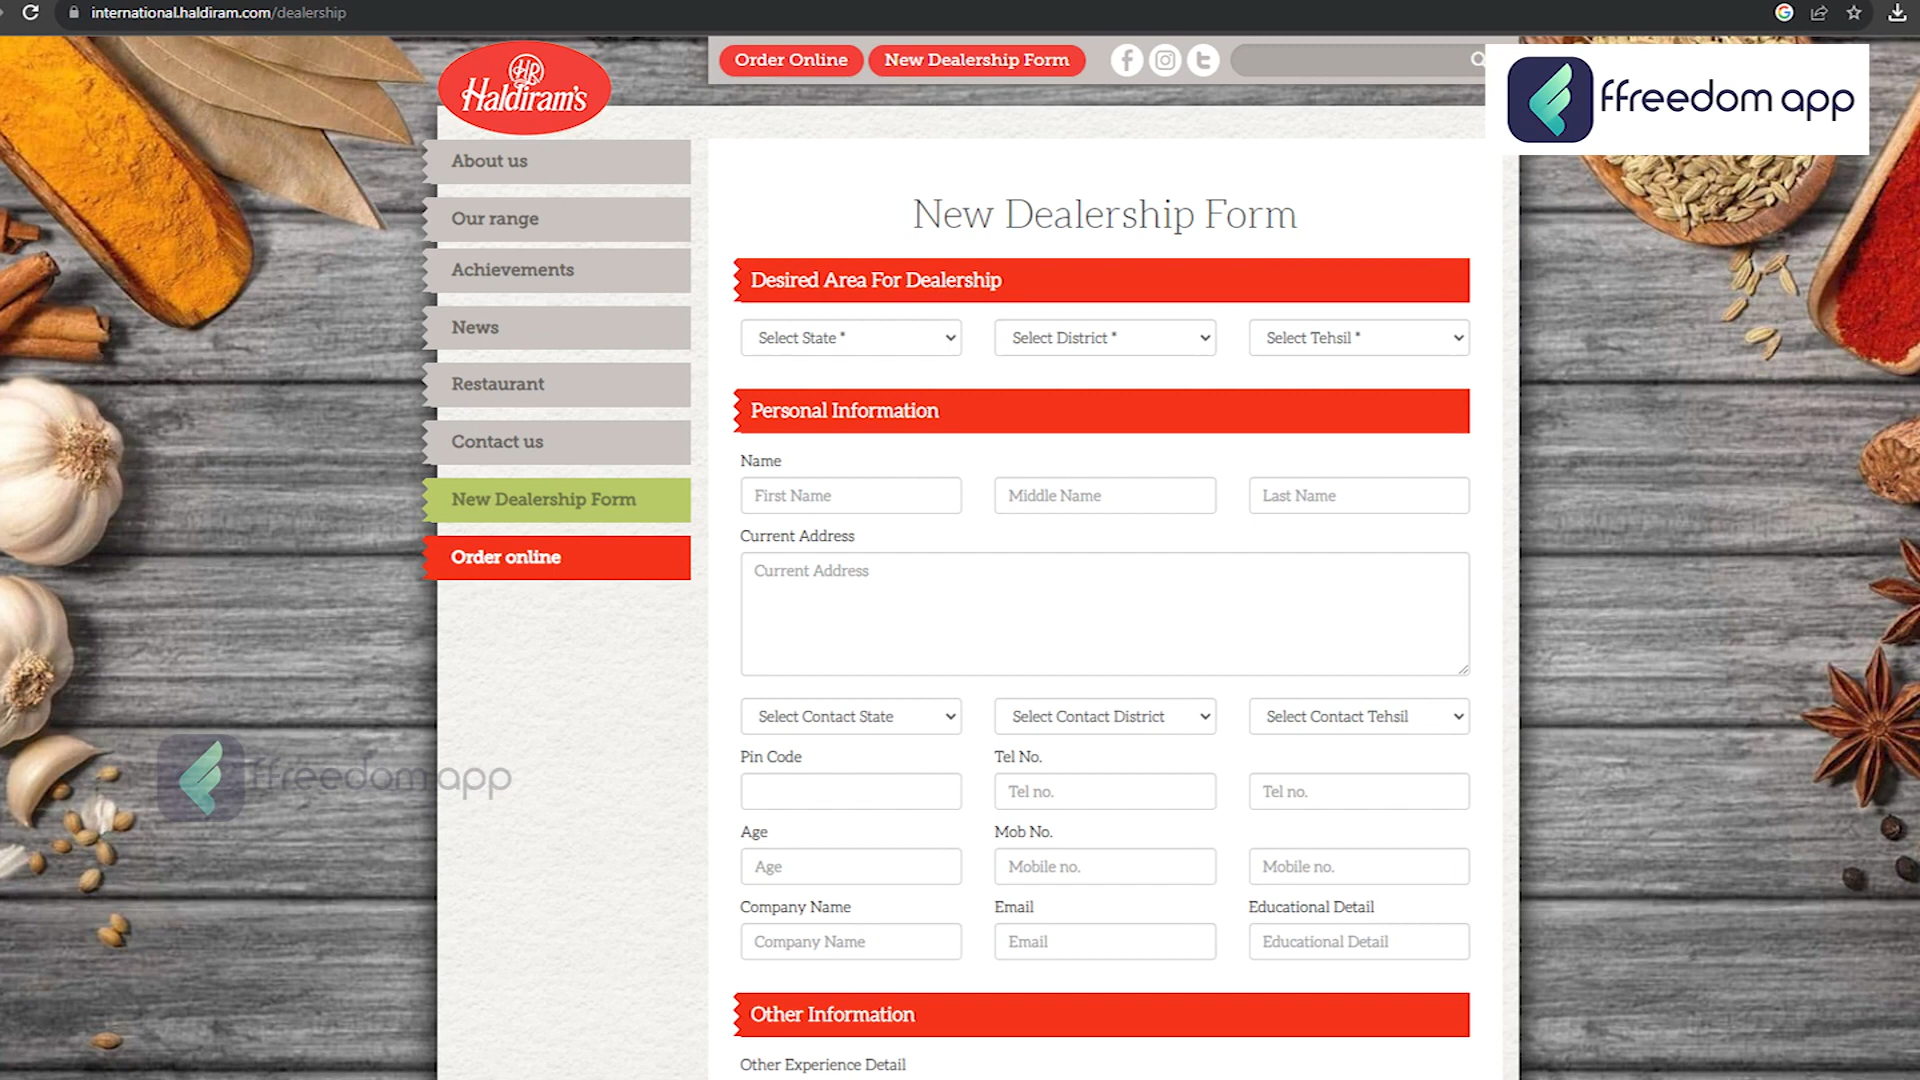 international.haldiram.com/dealership
HR
Haldiram's
Order Online
New Dealership Form
ffreedom app
About us
Our range
Achievements
News
Restaurant
Contact us
New Dealership Form
Order online
New Dealership Form
Desired Area For Dealership
Select State *
Select District *
Select Tehsil *
Personal Information
Name
First Name
Middle Name
Last Name
Current Address
Current Address
Select Contact State
Select Contact District
Select Contact Tehsil
Pin Code
Tel No.
Tel no.
Tel no.
Age
Mob No.
Age
Mobile no.
Mobile no.
Company Name
Email
Educational Detail
Company Name
Email
Educational Detail
ffreedom app
Other Information
Other Experience Detail